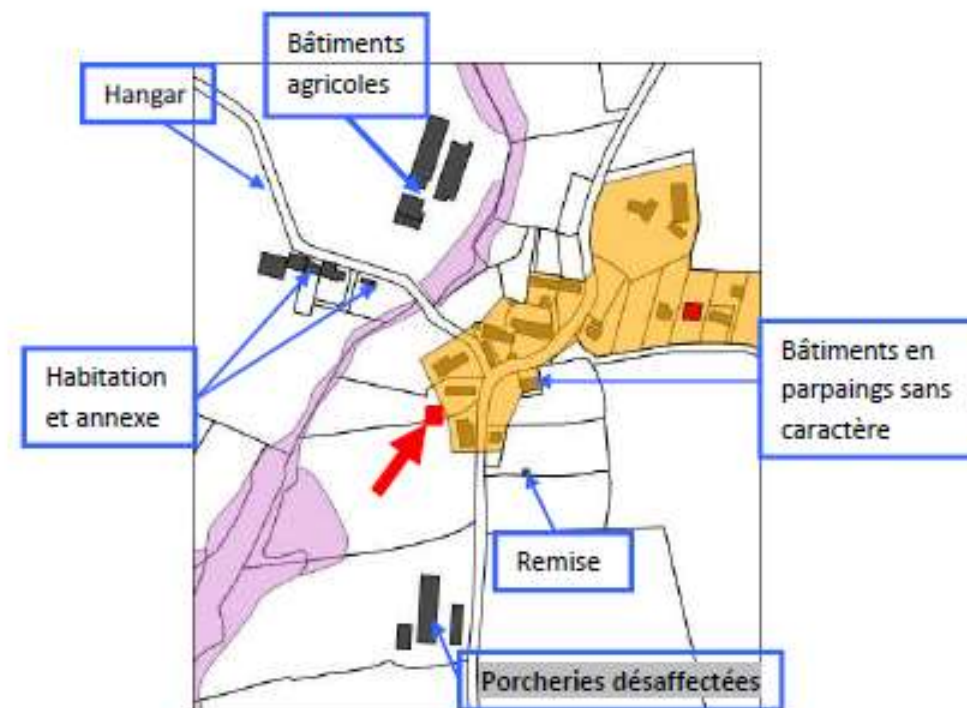 Bâtiments
agricoles
Hangar
Habitation
et annexe
Bâtiments en
parpaings sans
caractère
Remise
Porcheries désaffectées